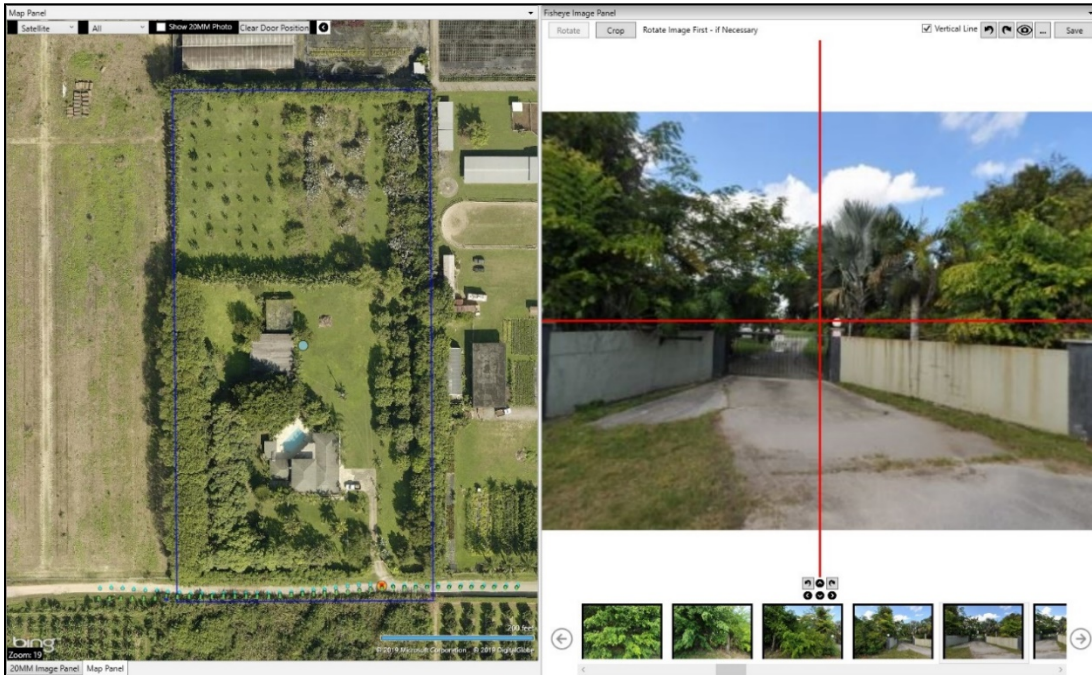 Map Panel
Satellite
All
Show 20MM Photo
Clear Door Position
bing
Zoom: 19
200 feet
© 2019 Microsoft Corporation © 2019 DigitalGlobe
20MM Image Panel
Map Panel
Fisheye Image Panel
Rotate
Crop
Rotate Image First - if Necessary
Vertical Line
...
Save